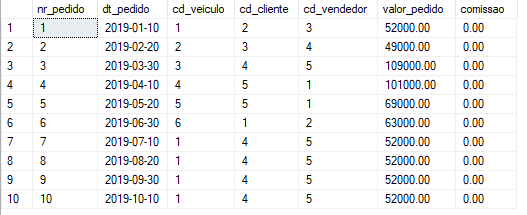 nr_pedido dt_pedido cd_veiculo cd_cliente cd_vendedor valor_pedido comissao
1 1 2019-01-10 1 2 3 52000.00 0.00
2 2 2019-02-20 2 3 4 49000.00 0.00
3 3 2019-03-30 3 4 5 109000.00 0.00
4 4 2019-04-10 4 5 1 101000.00 0.00
5 5 2019-05-20 5 5 1 69000.00 0.00
6 6 2019-06-30 6 1 2 63000.00 0.00
7 7 2019-07-10 1 4 5 52000.00 0.00
8 8 2019-08-20 1 4 5 52000.00 0.00
9 9 2019-09-30 1 4 5 52000.00 0.00
10 10 2019-10-10 1 4 5 52000.00 0.00